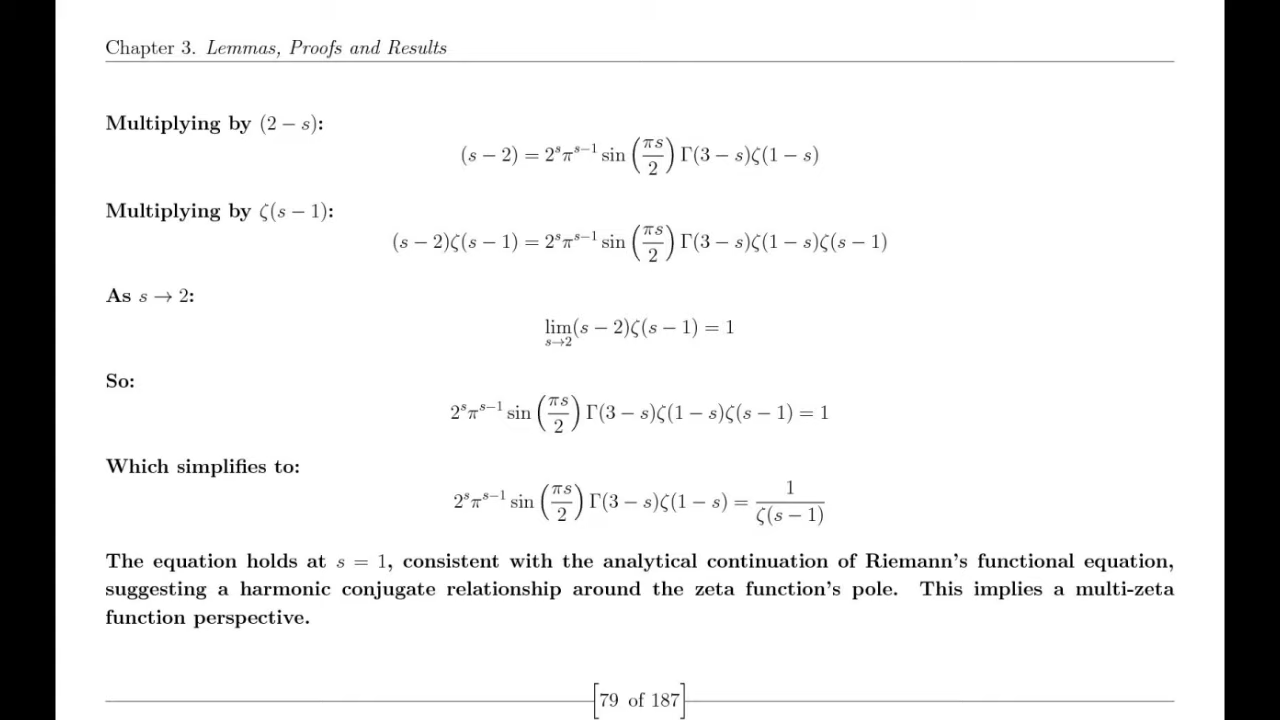 Chapter 3. Lemmas, Proofs and Results
Multiplying by (2 − s):
(s − 2) = 2^s π^{s−1} sin (πs/2) Γ(3 − s)ζ(1 − s)
Multiplying by ζ(s − 1):
(s − 2)ζ(s − 1) = 2^s π^{s−1} sin (πs/2) Γ(3 − s)ζ(1 − s)ζ(s − 1)
As s → 2:
lim_{s→2} (s − 2)ζ(s − 1) = 1
So:
2^s π^{s−1} sin (πs/2) Γ(3 − s)ζ(1 − s)ζ(s − 1) = 1
Which simplifies to:
2^s π^{s−1} sin (πs/2) Γ(3 − s)ζ(1 − s) = 1/ζ(s − 1)
The equation holds at s = 1, consistent with the analytical continuation of Riemann's functional equation,
suggesting a harmonic conjugate relationship around the zeta function's pole. This implies a multi-zeta
function perspective.
[79 of 187]